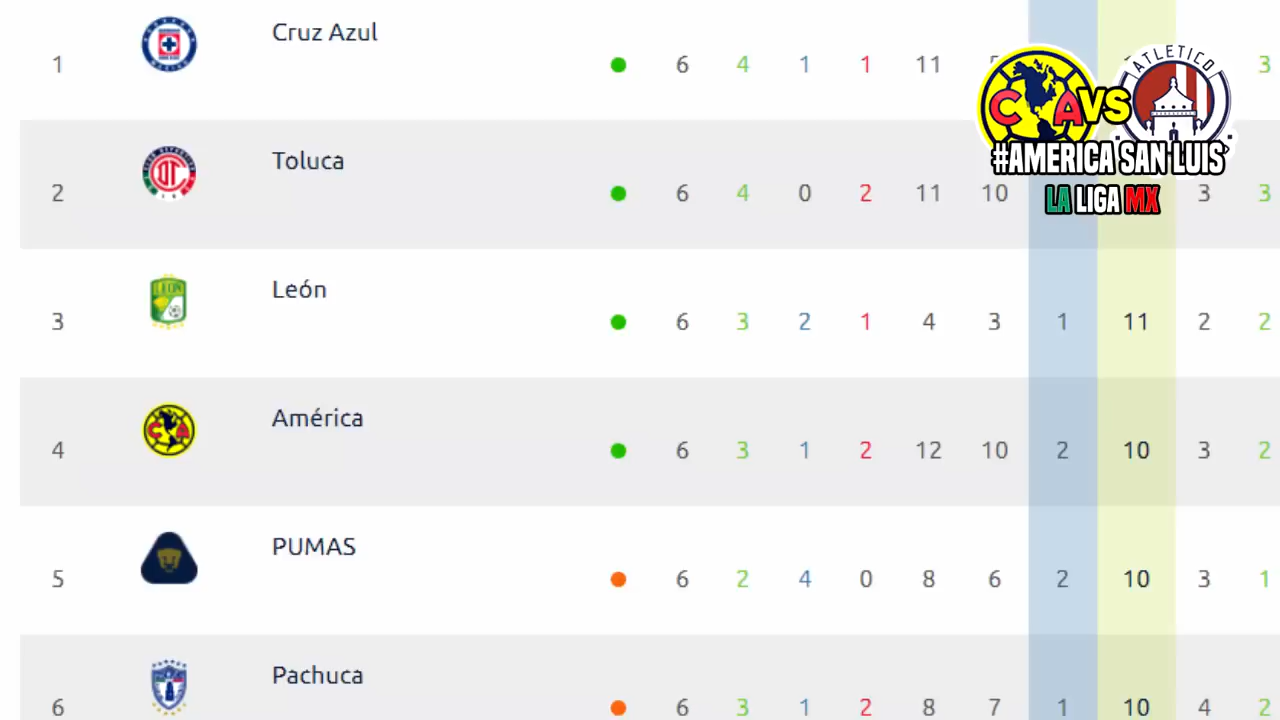 Cruz Azul
1 6 4 1 1 11 3
ATLETICO
CA VS
#AMERICA SAN LUIS
LA LIGA MX
Toluca
2 6 4 0 2 11 10 3 3
León
3 6 3 2 1 4 3 1 11 2 2
América
4 6 3 1 2 12 10 2 10 3 2
PUMAS
5 6 2 4 0 8 6 2 10 3 1
Pachuca
6 6 3 1 2 8 7 1 10 4 2